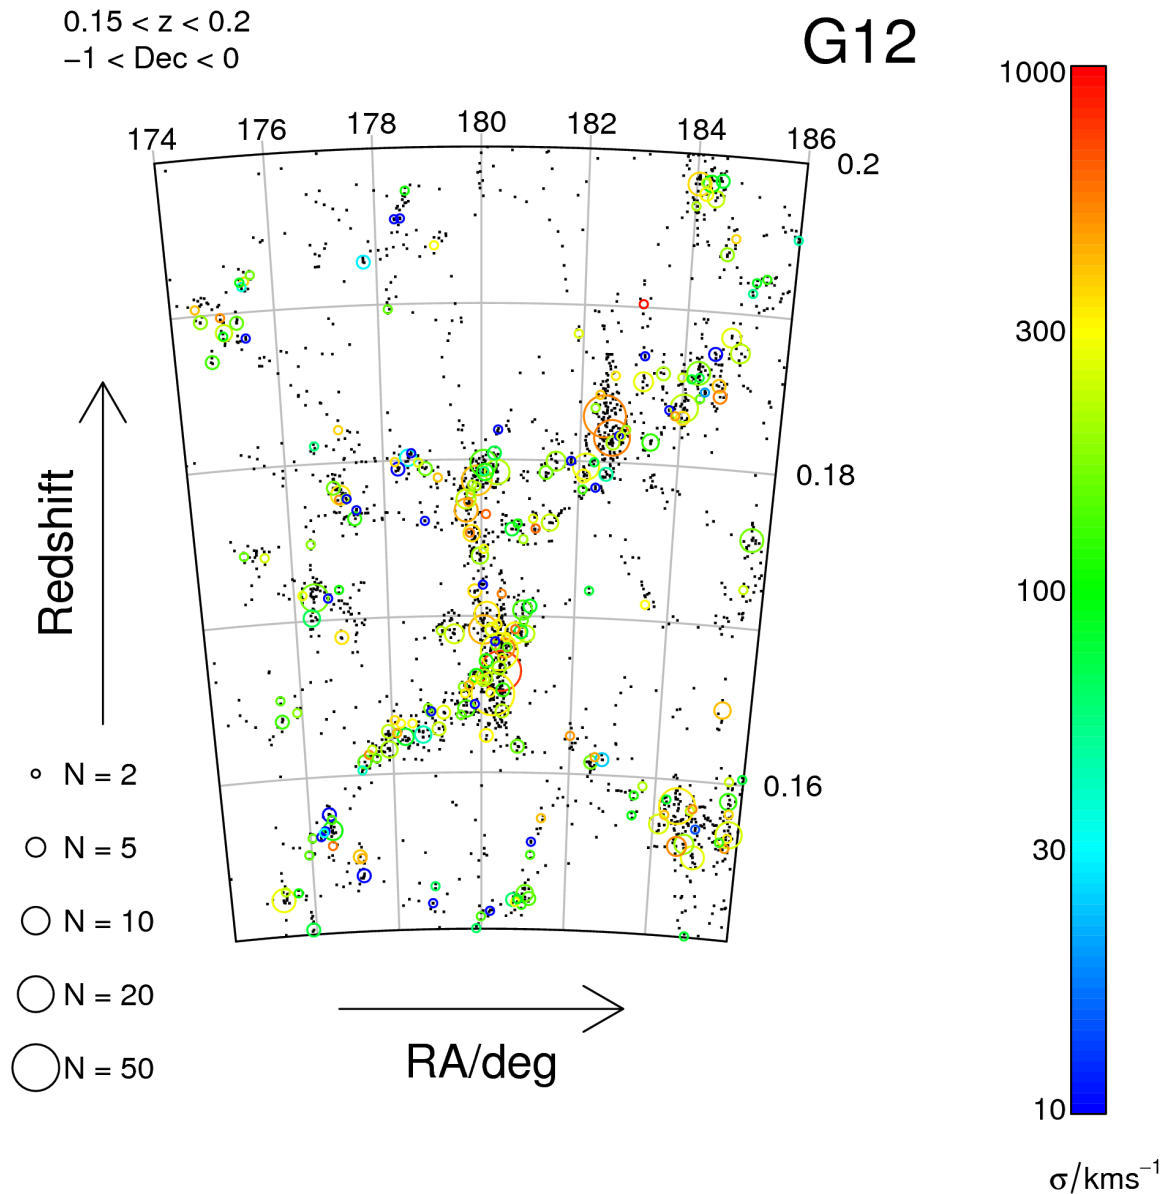 0.15 < z < 0.2
−1 < Dec < 0
G12
174 176 178 180 182 184 186
0.2
0.18
0.16
Redshift
N = 2
N = 5
N = 10
N = 20
N = 50
RA/deg
1000
300
100
30
10
σ/kms⁻¹